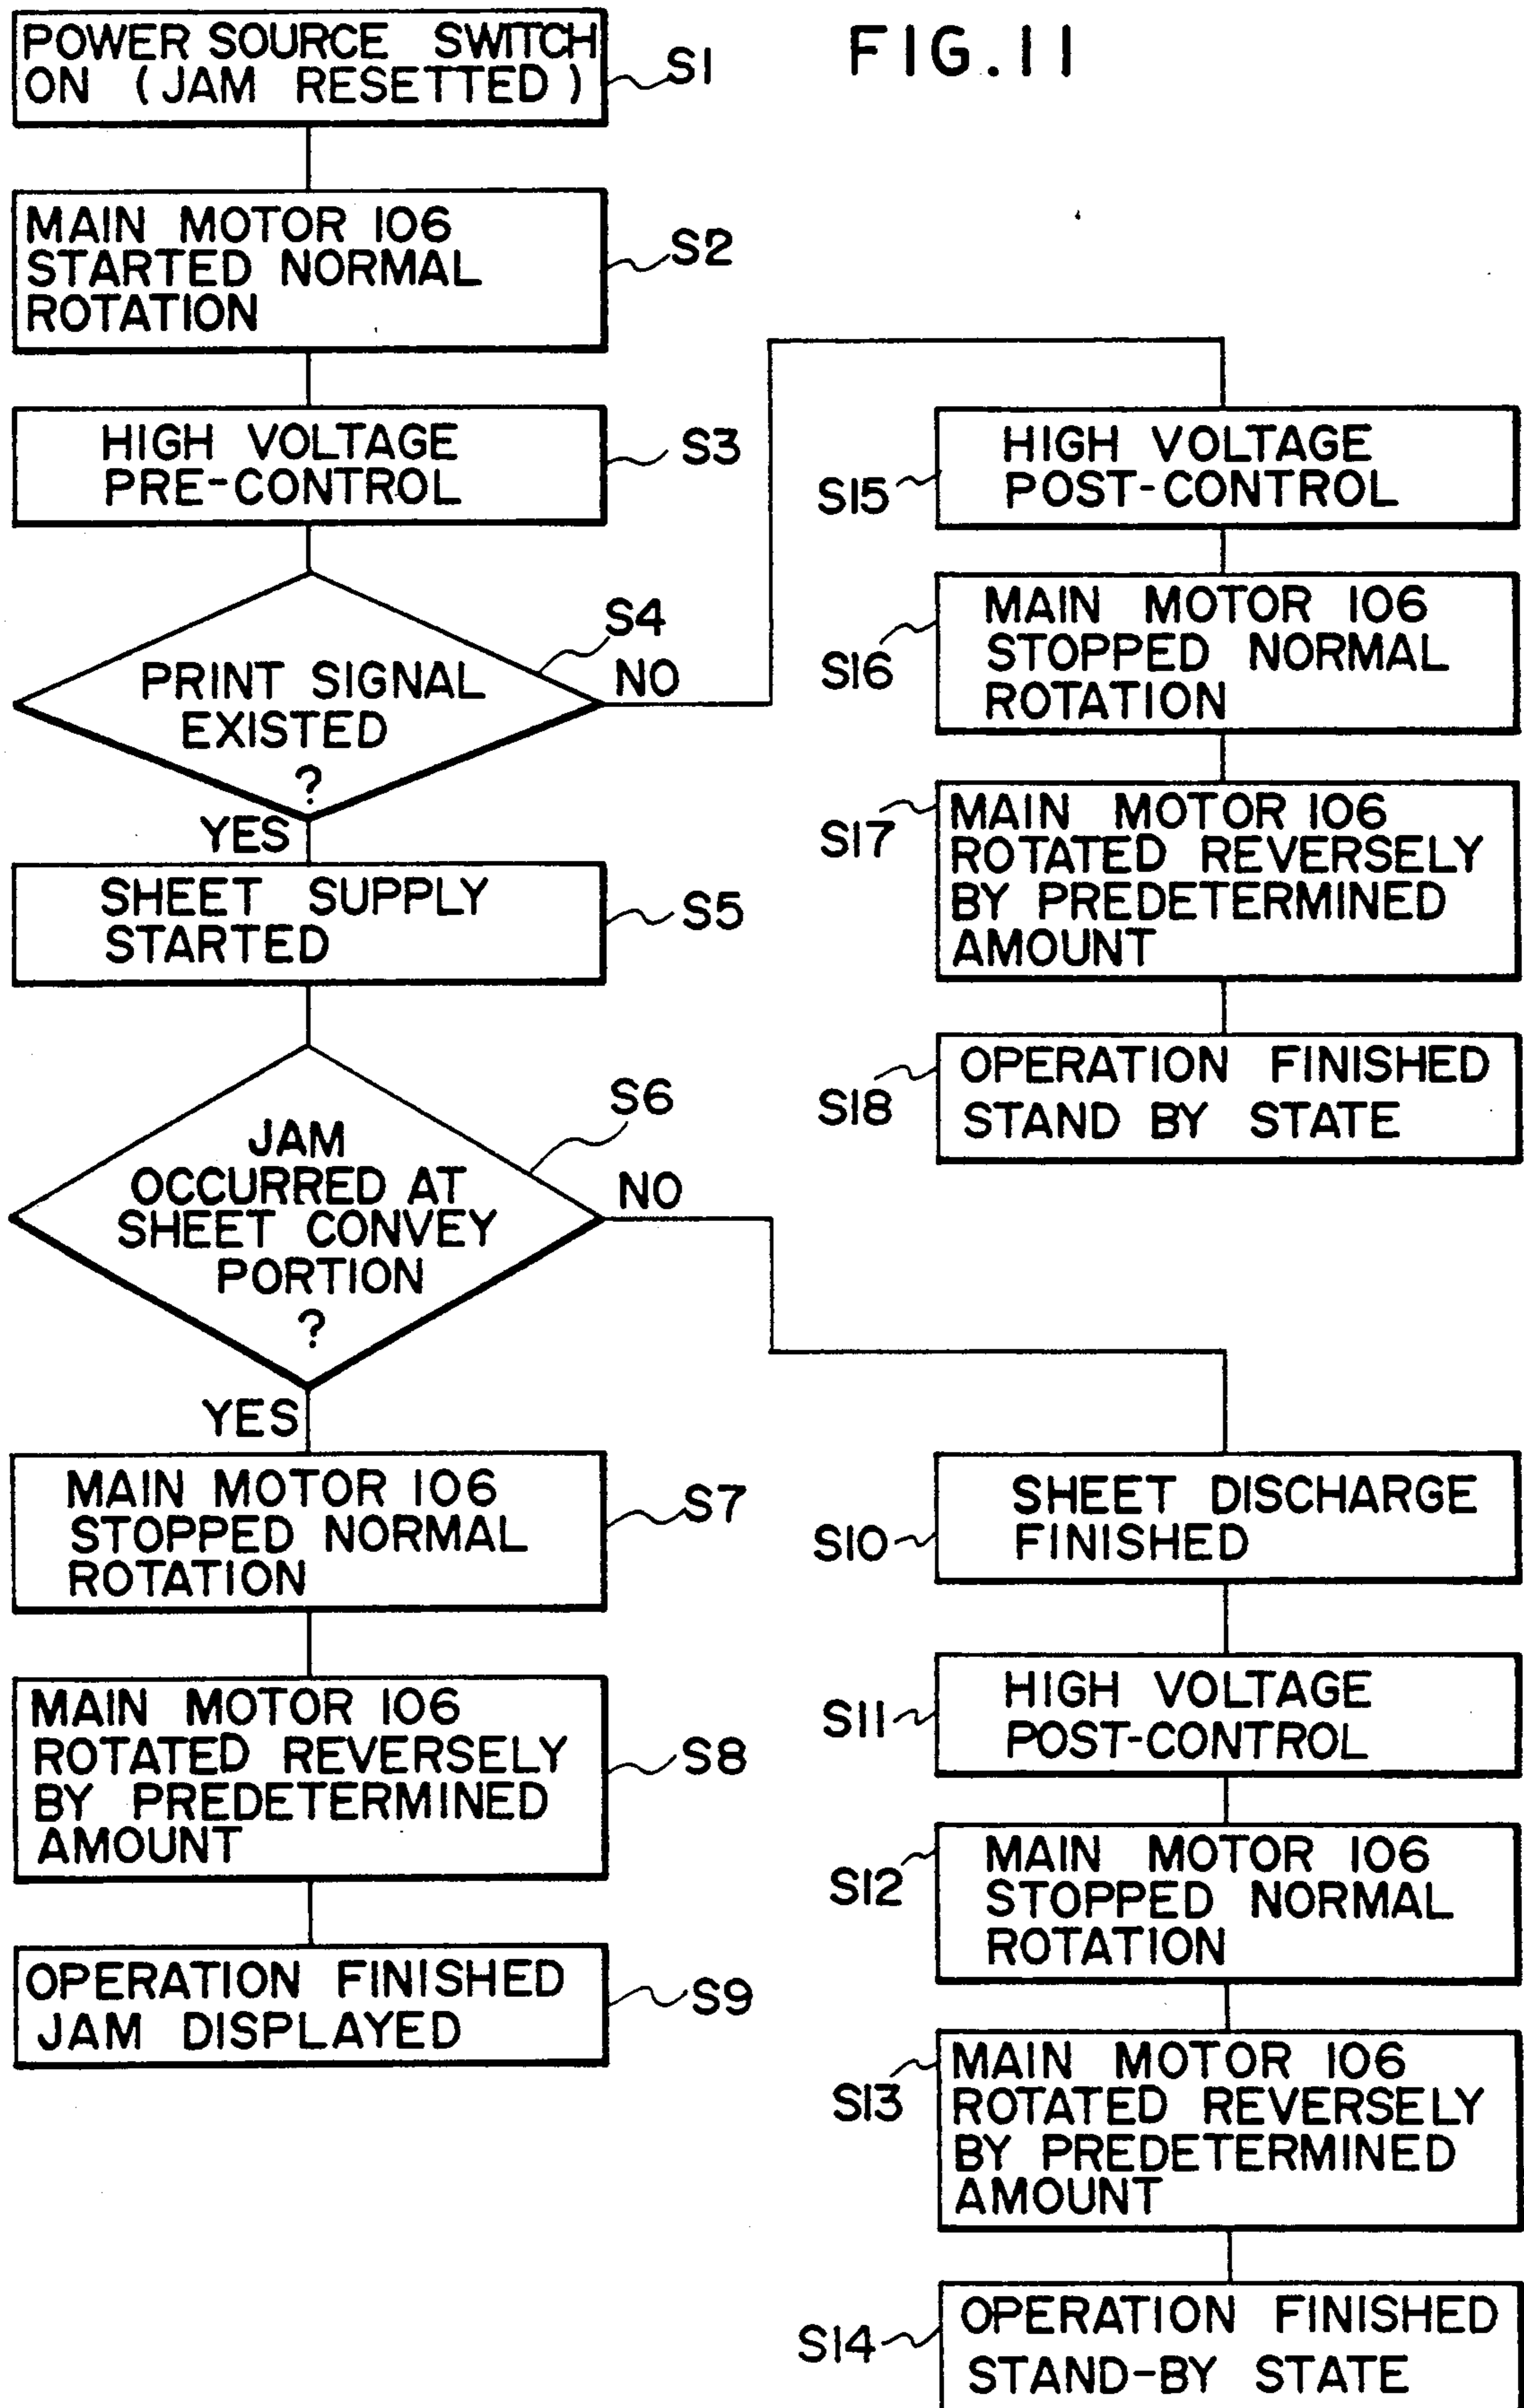 FIG. 11
POWER SOURCE SWITCH
ON (JAM RESETTED)
S1
MAIN MOTOR 106
STARTED NORMAL
ROTATION
S2
HIGH VOLTAGE
PRE-CONTROL
S3
PRINT SIGNAL
EXISTED
?
S4
NO
YES
SHEET SUPPLY
STARTED
S5
JAM
OCCURRED AT
SHEET CONVEY
PORTION
?
S6
NO
YES
MAIN MOTOR 106
STOPPED NORMAL
ROTATION
S7
MAIN MOTOR 106
ROTATED REVERSELY
BY PREDETERMINED
AMOUNT
S8
OPERATION FINISHED
JAM DISPLAYED
S9
HIGH VOLTAGE
POST-CONTROL
S15
MAIN MOTOR 106
STOPPED NORMAL
ROTATION
S16
MAIN MOTOR 106
ROTATED REVERSELY
BY PREDETERMINED
AMOUNT
S17
OPERATION FINISHED
STAND BY STATE
S18
SHEET DISCHARGE
FINISHED
S10
HIGH VOLTAGE
POST-CONTROL
S11
MAIN MOTOR 106
STOPPED NORMAL
ROTATION
S12
MAIN MOTOR 106
ROTATED REVERSELY
BY PREDETERMINED
AMOUNT
S13
OPERATION FINISHED
STAND-BY STATE
S14